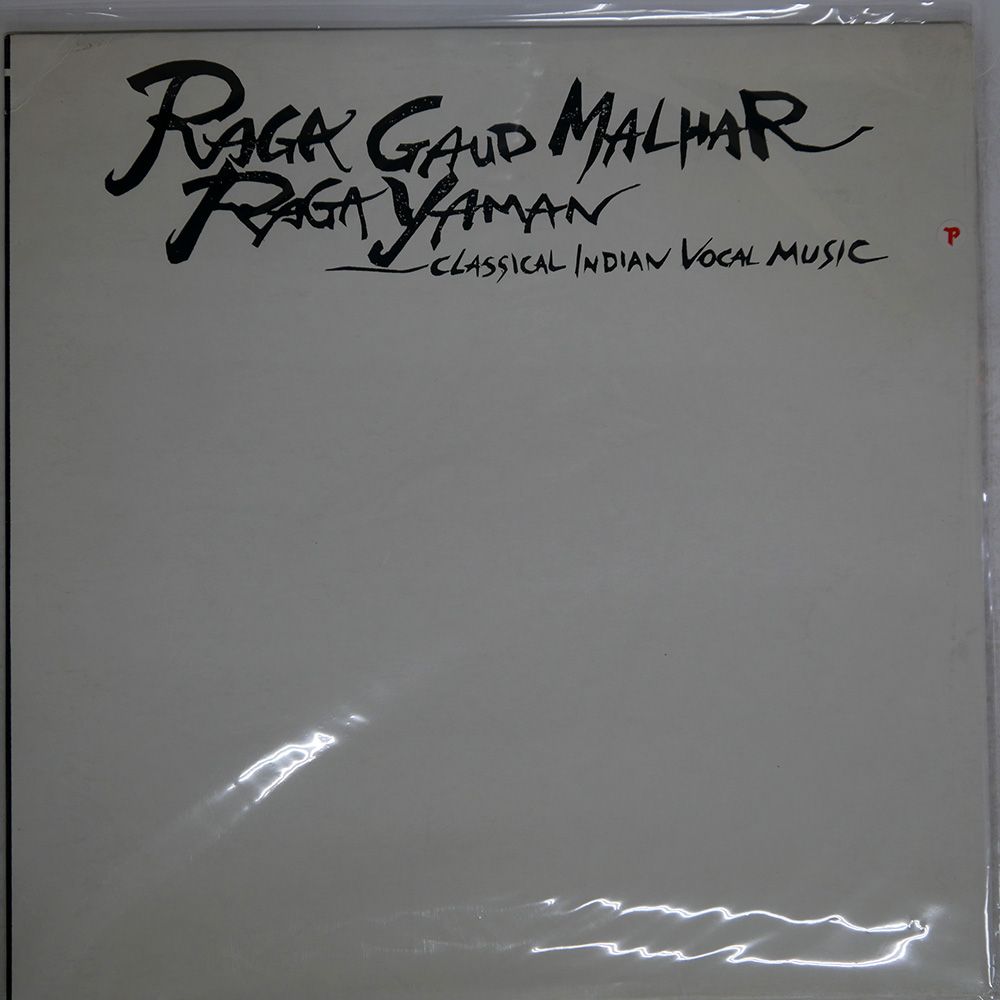 RAGA GAUD MALHAR
RAGA YAMAN
—CLASSICAL INDIAN VOCAL MUSIC
P